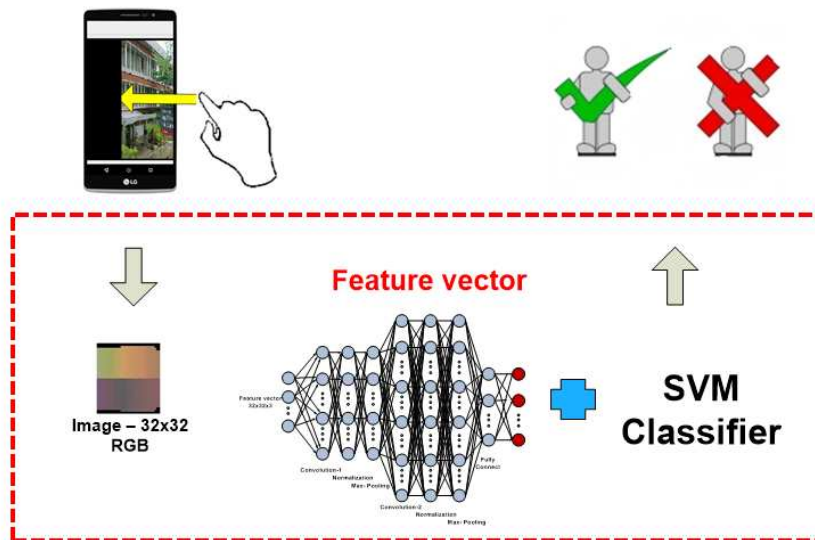 LG
Feature vector
Image – 32x32
RGB
Feature vector
32x32x3
Convolution-1
Normalization
Max- Pooling
Convolution-2
Normalization
Max- Pooling
Fully
Connect
SVM
Classifier